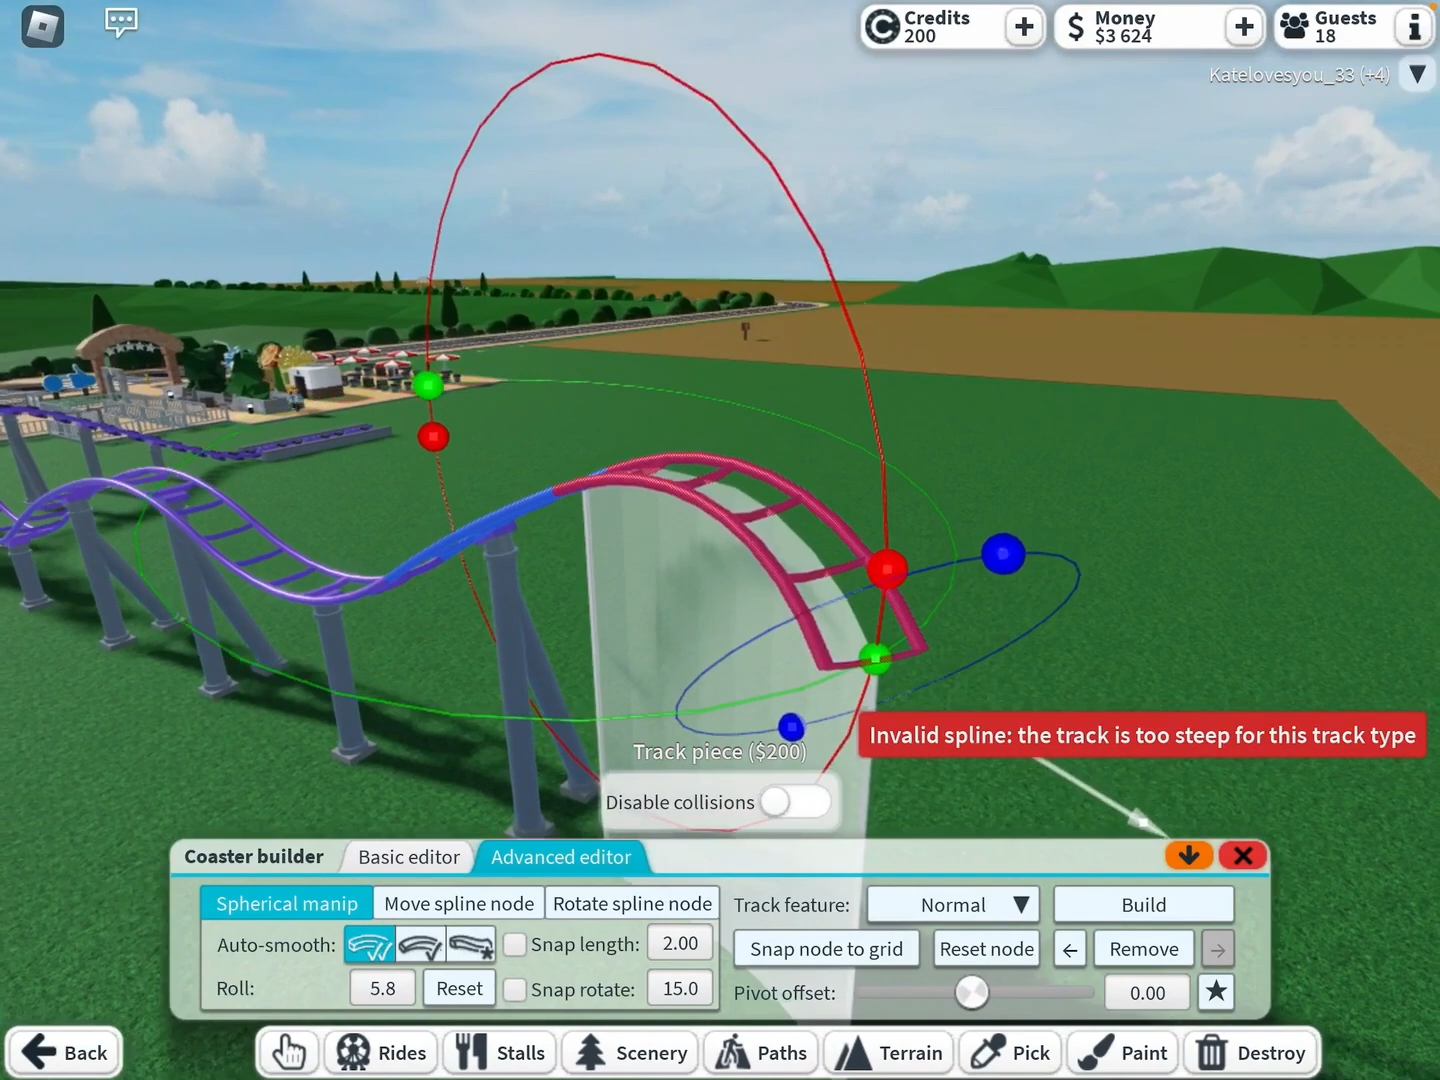 Credits
200
+
$ Money
$3 624
+
Guests
18
Katelovesyou_33 (+4)
Invalid spline: the track is too steep for this track type
Track piece ($200)
Disable collisions
Coaster builder
Basic editor
Advanced editor
Spherical manip
Move spline node
Rotate spline node
Track feature:
Normal
Build
Auto-smooth:
Snap length:
2.00
Snap node to grid
Reset node
Remove
Roll:
5.8
Reset
Snap rotate:
15.0
Pivot offset:
0.00
Back
Rides
Stalls
Scenery
Paths
Terrain
Pick
Paint
Destroy